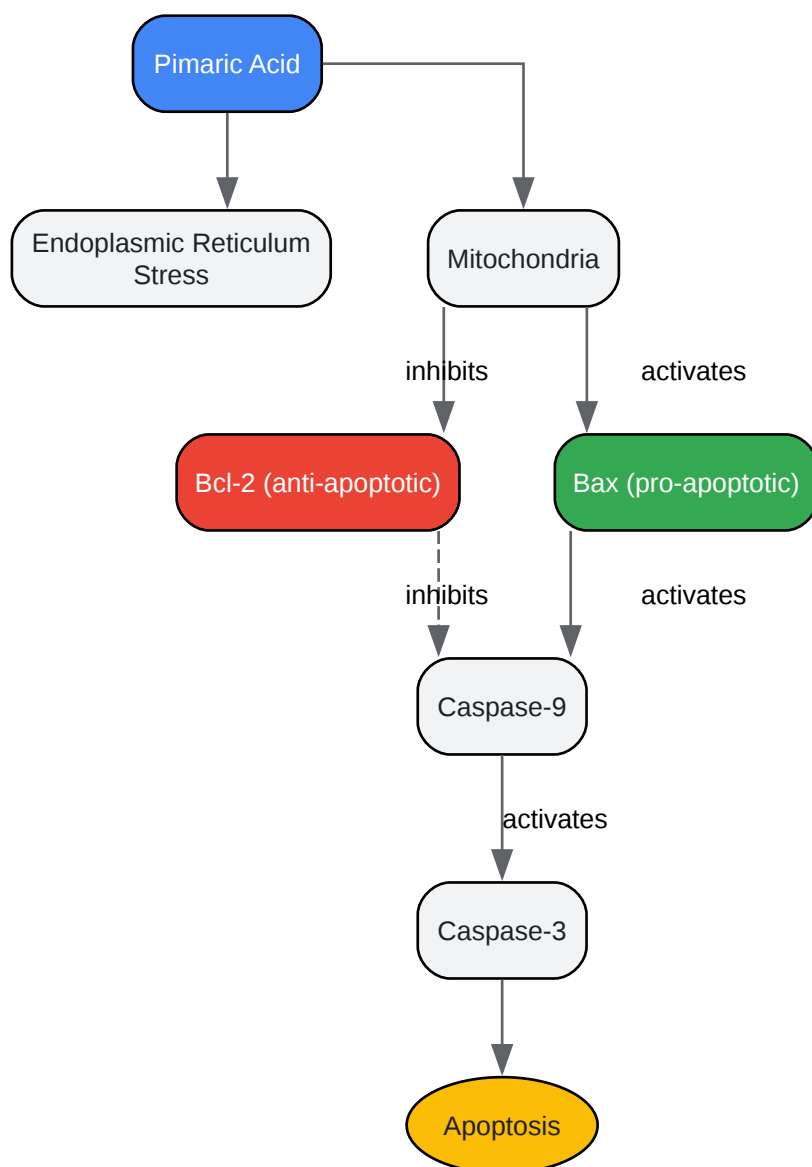 Pimaric Acid
Endoplasmic Reticulum
Stress
Mitochondria
inhibits
activates
Bcl-2 (anti-apoptotic)
Bax (pro-apoptotic)
inhibits
activates
Caspase-9
activates
Caspase-3
Apoptosis